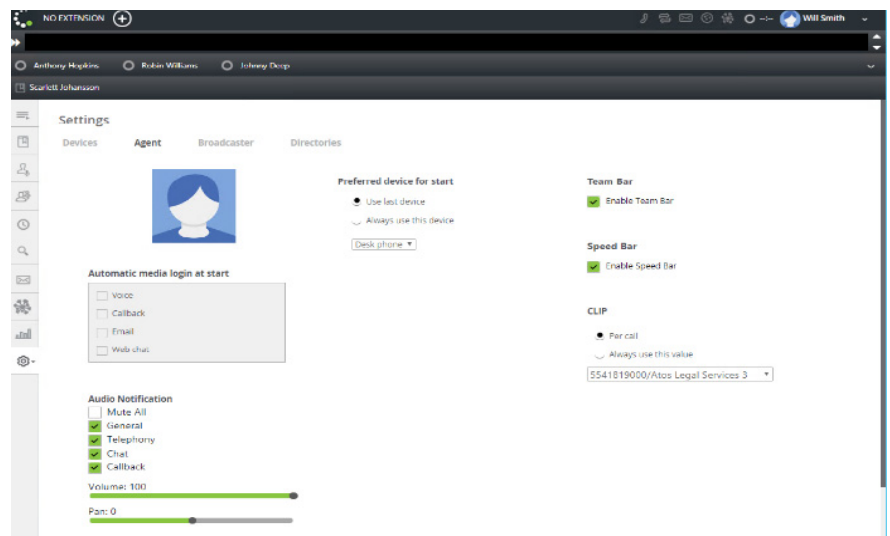 NO EXTENSION
Will Smith
Anthony Hopkins Robin Williams Johnny Deep
Scarlett Johansson
Settings
Devices Agent Broadcaster Directories
Preferred device for start
Use last device
Always use this device
Desk phone
Team Bar
Enable Team Bar
Speed Bar
Enable Speed Bar
Automatic media login at start
Voice
Callback
Email
Web chat
CLIP
Per call
Always use this value
5541819000/Atos Legal Services 3
Audio Notification
Mute All
General
Telephony
Chat
Callback
Volume: 100
Pan: 0